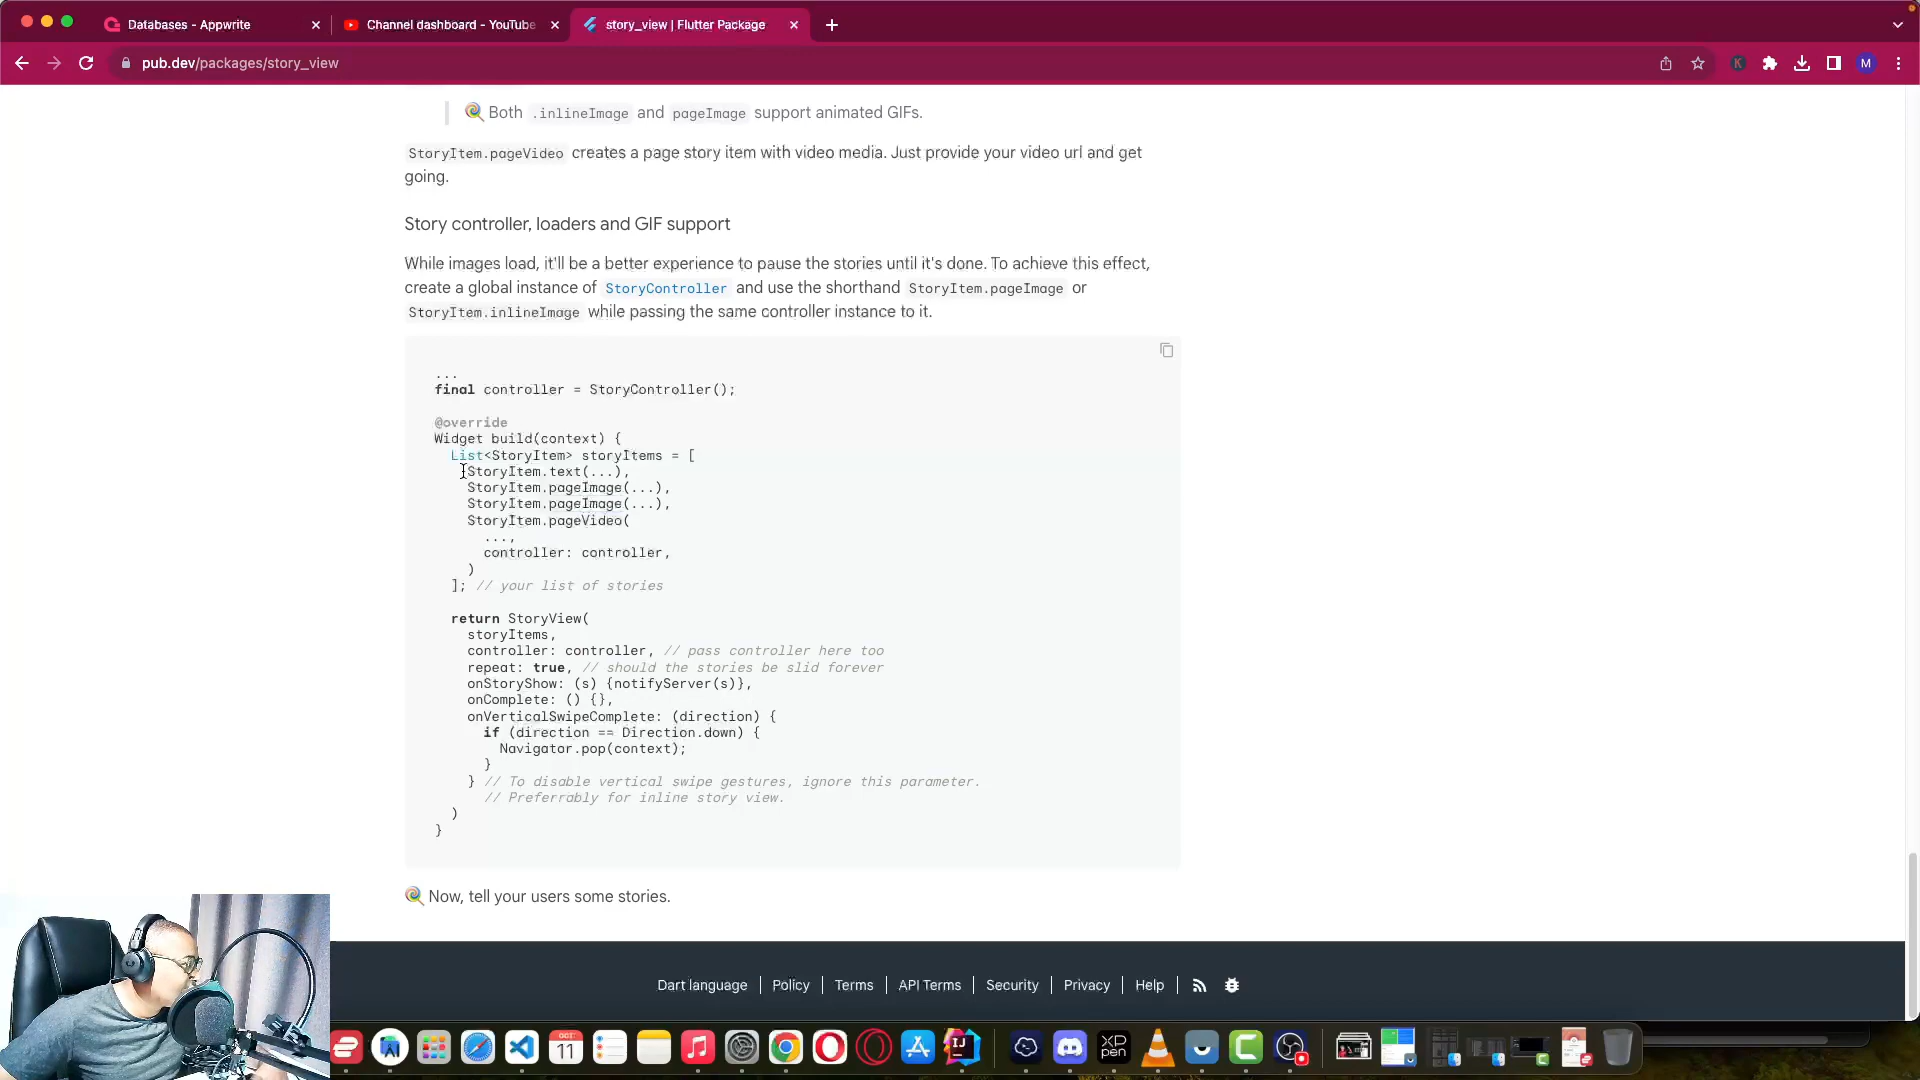 Databases - Appwrite
Channel dashboard - YouTube
story_view | Flutter Package
pub.dev/packages/story_view
K
M
Both .inlineImage and pageImage support animated GIFs.
StoryItem.pageVideo creates a page story item with video media. Just provide your video url and get
going.
Story controller, loaders and GIF support
While images load, it'll be a better experience to pause the stories until it's done. To achieve this effect,
create a global instance of StoryController and use the shorthand StoryItem.pageImage or
StoryItem.inlineImage while passing the same controller instance to it.
...
final controller = StoryController();
@override
Widget build(context) {
List<StoryItem> storyItems = [
StoryItem.text(...),
StoryItem.pageImage(...),
StoryItem.pageImage(...),
StoryItem.pageVideo(
...,
controller: controller,
)
]; // your list of stories
return StoryView(
storyItems,
controller: controller, // pass controller here too
repeat: true, // should the stories be slid forever
onStoryShow: (s) {notifyServer(s)},
onComplete: () {},
onVerticalSwipeComplete: (direction) {
if (direction == Direction.down) {
Navigator.pop(context);
}
} // To disable vertical swipe gestures, ignore this parameter.
// Preferrably for inline story view.
)
}
Now, tell your users some stories.
Dart language | Policy | Terms | API Terms | Security | Privacy | Help
OCT
11
IJ
XP
PEN